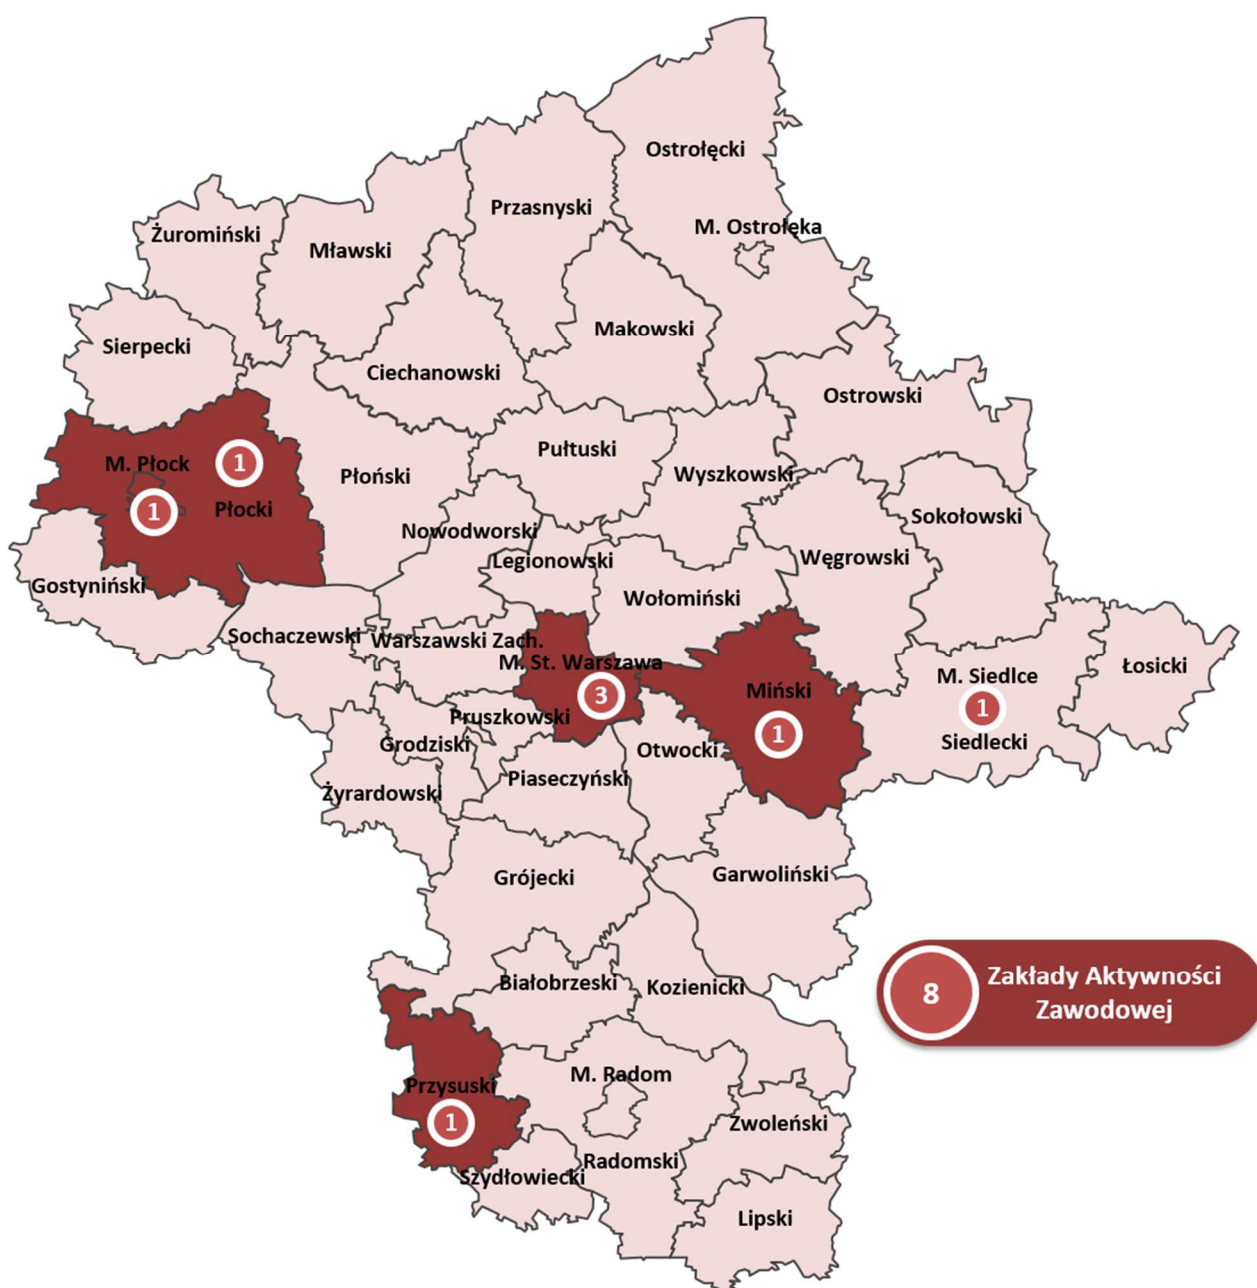 Ostrołęcki
Przasnyski
M. Ostrołęka
Żuromiński
Mławski
Makowski
Sierpecki
Ciechanowski
Ostrowski
Pułtuski
M. Płock
1
Płoński
Wyszkowski
1
Płocki
Sokołowski
Nowodworski
Legionowski
Węgrowski
Gostyniński
Wołomiński
Sochaczewski
Warszawski Zach.
M. St. Warszawa
Łosicki
M. Siedlce
Miński
3
1
Pruszkowski
1
Grodziski
Otwocki
Siedlecki
Piaseczyński
Żyrardowski
Grójecki
Garwoliński
Białobrzeski
Kozienicki
8
Zakłady Aktywności
Zawodowej
M. Radom
Przysuski
1
Zwoleński
Radomski
Szydłowiecki
Lipski